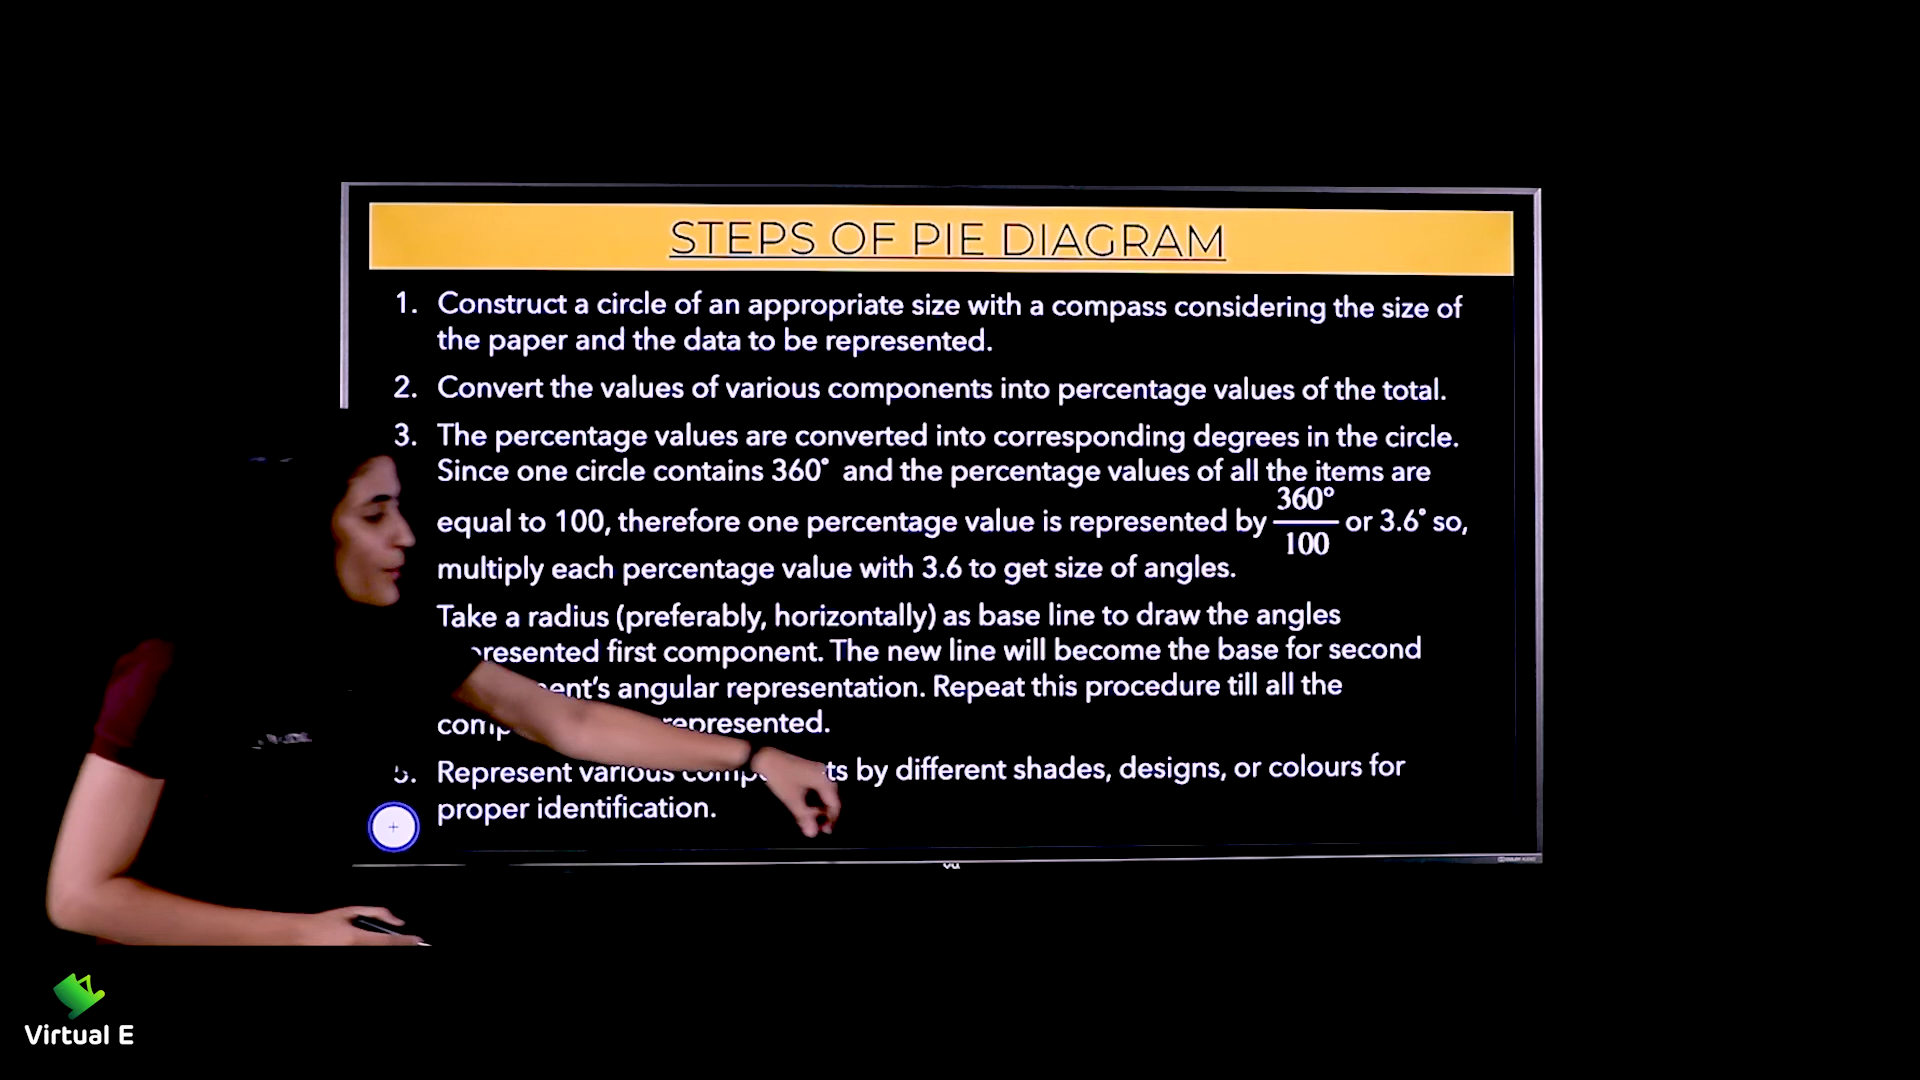 STEPS OF PIE DIAGRAM
1. Construct a circle of an appropriate size with a compass considering the size of
the paper and the data to be represented.
2. Convert the values of various components into percentage values of the total.
3. The percentage values are converted into corresponding degrees in the circle.
Since one circle contains 360° and the percentage values of all the items are
equal to 100, therefore one percentage value is represented by 360°/100 or 3.6° so,
multiply each percentage value with 3.6 to get size of angles.
Take a radius (preferably, horizontally) as base line to draw the angles
first component. The new line will become the base for second
angular representation. Repeat this procedure till all the
represented.
5. Represent various by different shades, designs, or colours for
proper identification.
Virtual E